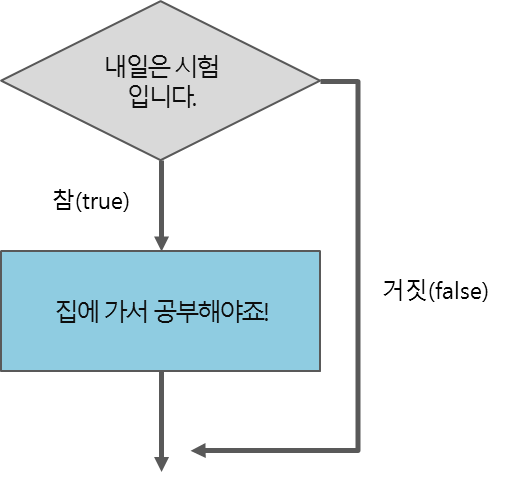 내일은 시험
입니다.
참(true)
거짓(false)
집에 가서 공부해야죠!